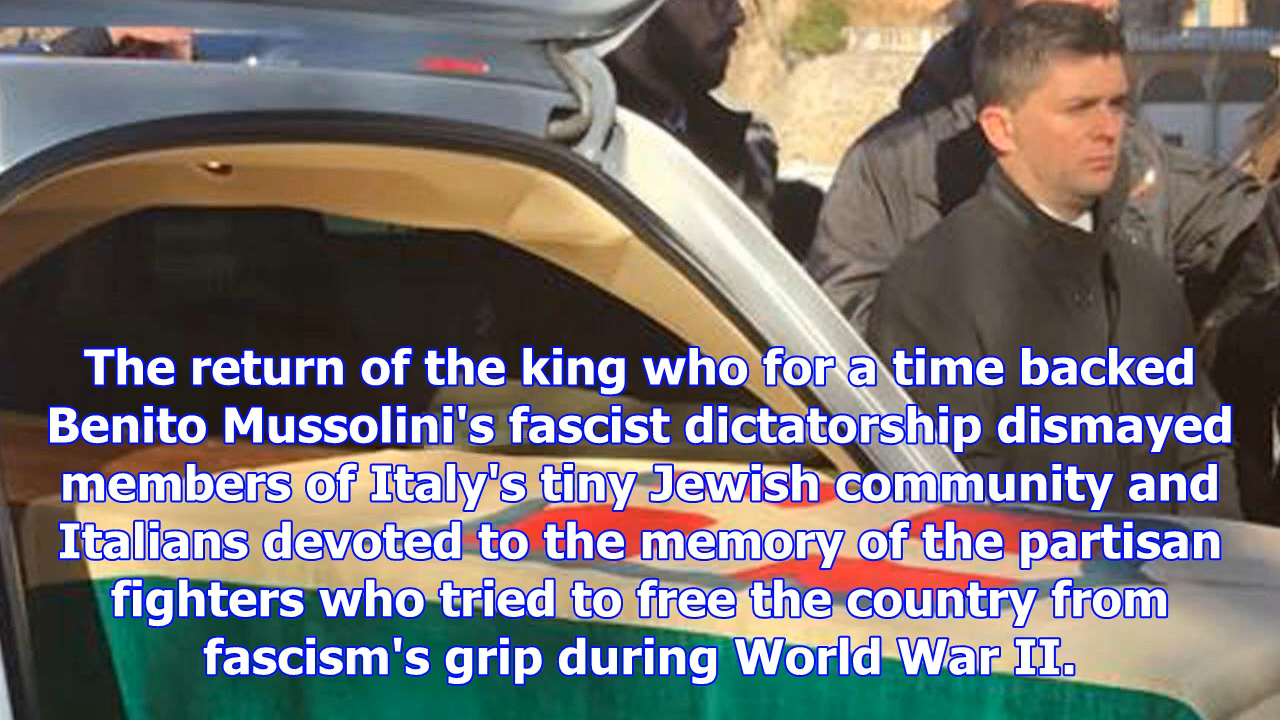 The return of the king who for a time backed
Benito Mussolini's fascist dictatorship dismayed
members of Italy's tiny Jewish community and
Italians devoted to the memory of the partisan
fighters who tried to free the country from
fascism's grip during World War II.